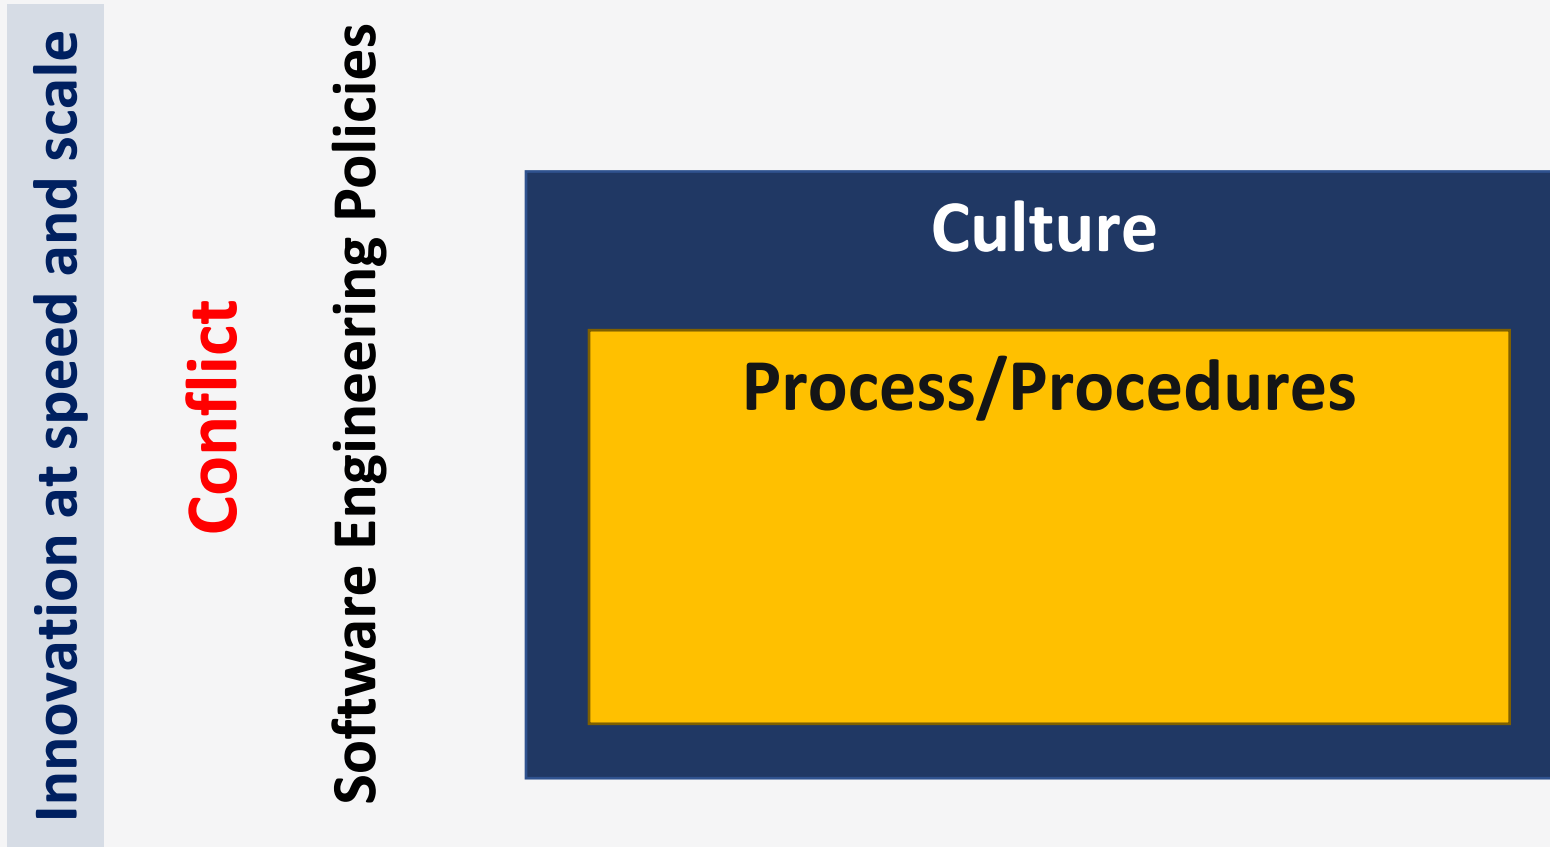 Innovation at speed and scale
Conflict
Software Engineering Policies
Culture
Process/Procedures